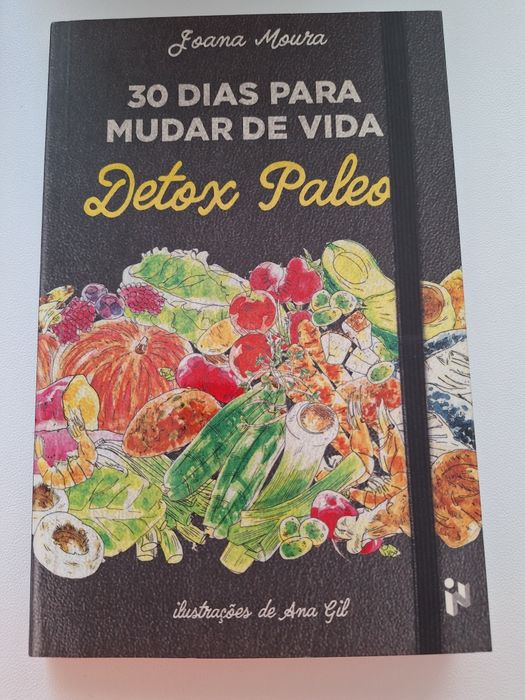 Joana Moura
30 DIAS PARA
MUDAR DE VIDA
Detox Paleo
ilustrações de Ana Gil